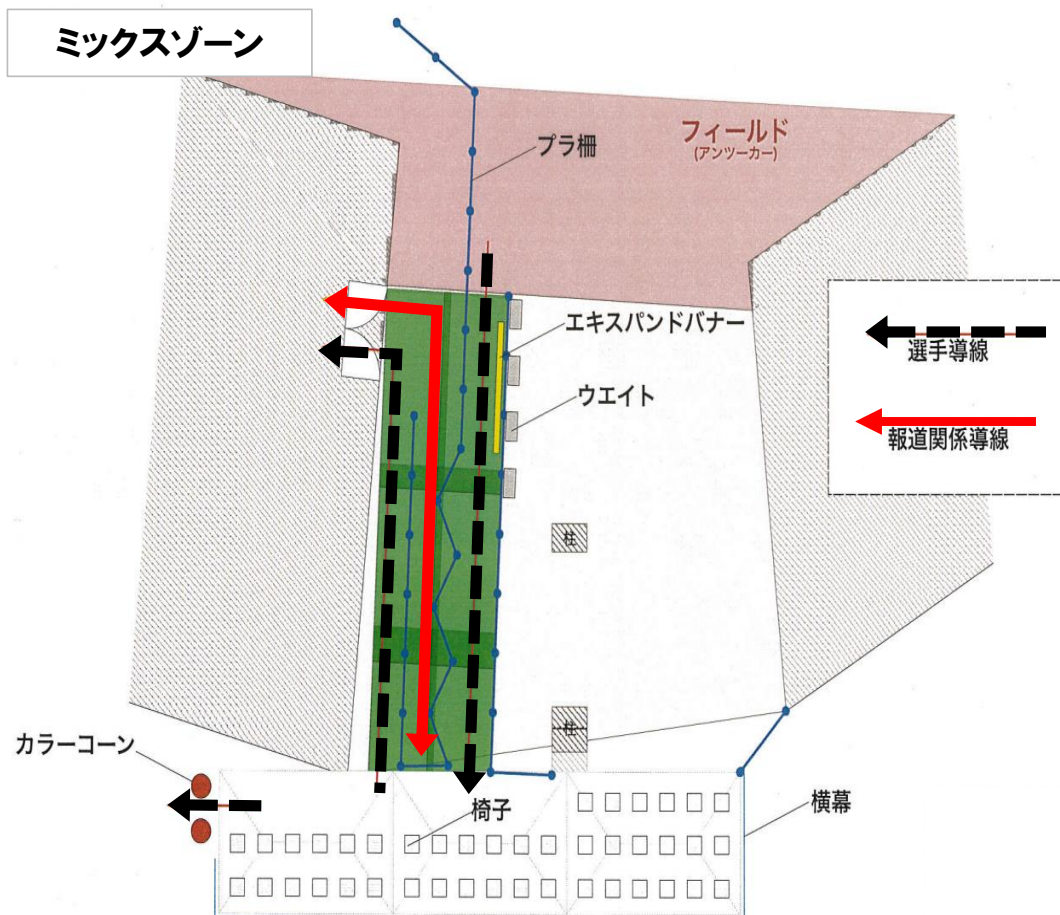 ミックスゾーン
フィールド
(アンツーカー)
プラ柵
エキスパンドバナー
ウエイト
選手導線
報道関係導線
柱
柱
カラーコーン
椅子
横幕